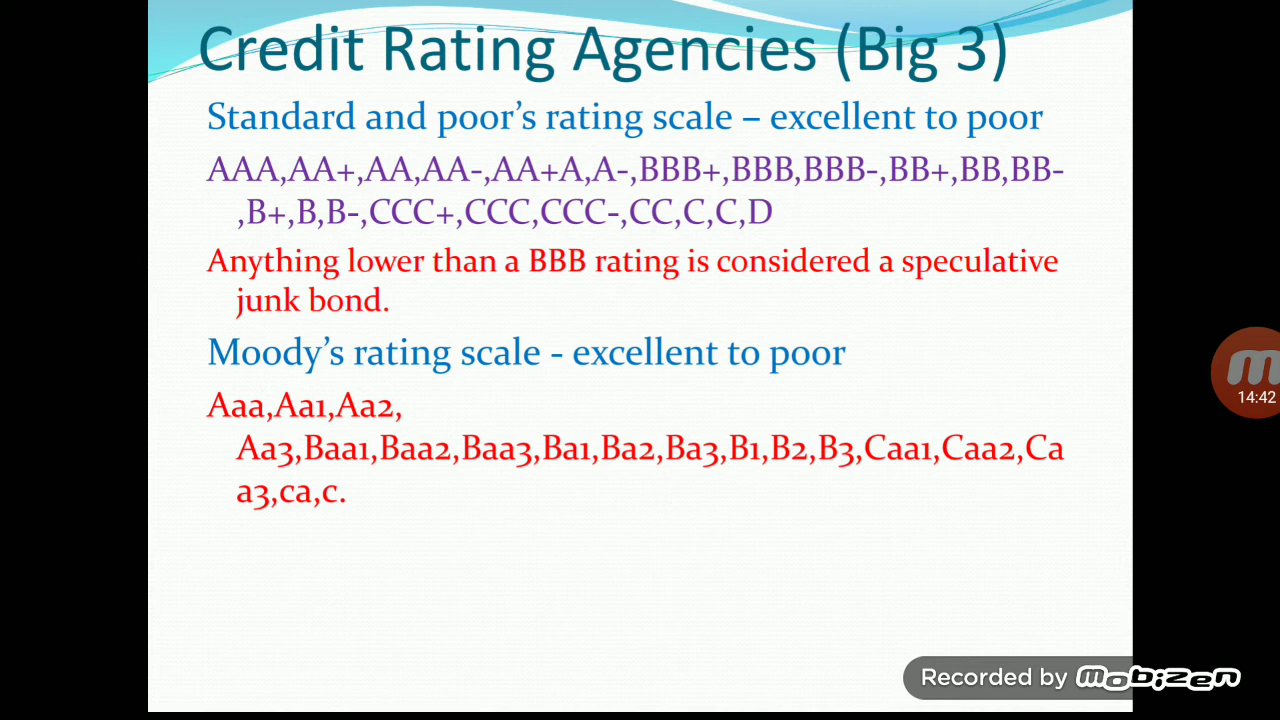 Credit Rating Agencies (Big 3)
Standard and poor's rating scale – excellent to poor
AAA,AA+,AA,AA-,AA+A,A-,BBB+,BBB,BBB-,BB+,BB,BB-
,B+,B,B-,CCC+,CCC,CCC-,CC,C,C,D
Anything lower than a BBB rating is considered a speculative
junk bond.
Moody's rating scale - excellent to poor
Aaa,Aa1,Aa2,
Aa3,Baa1,Baa2,Baa3,Ba1,Ba2,Ba3,B1,B2,B3,Caa1,Caa2,Ca
a3,ca,c.
14:42
Recorded by mobizen